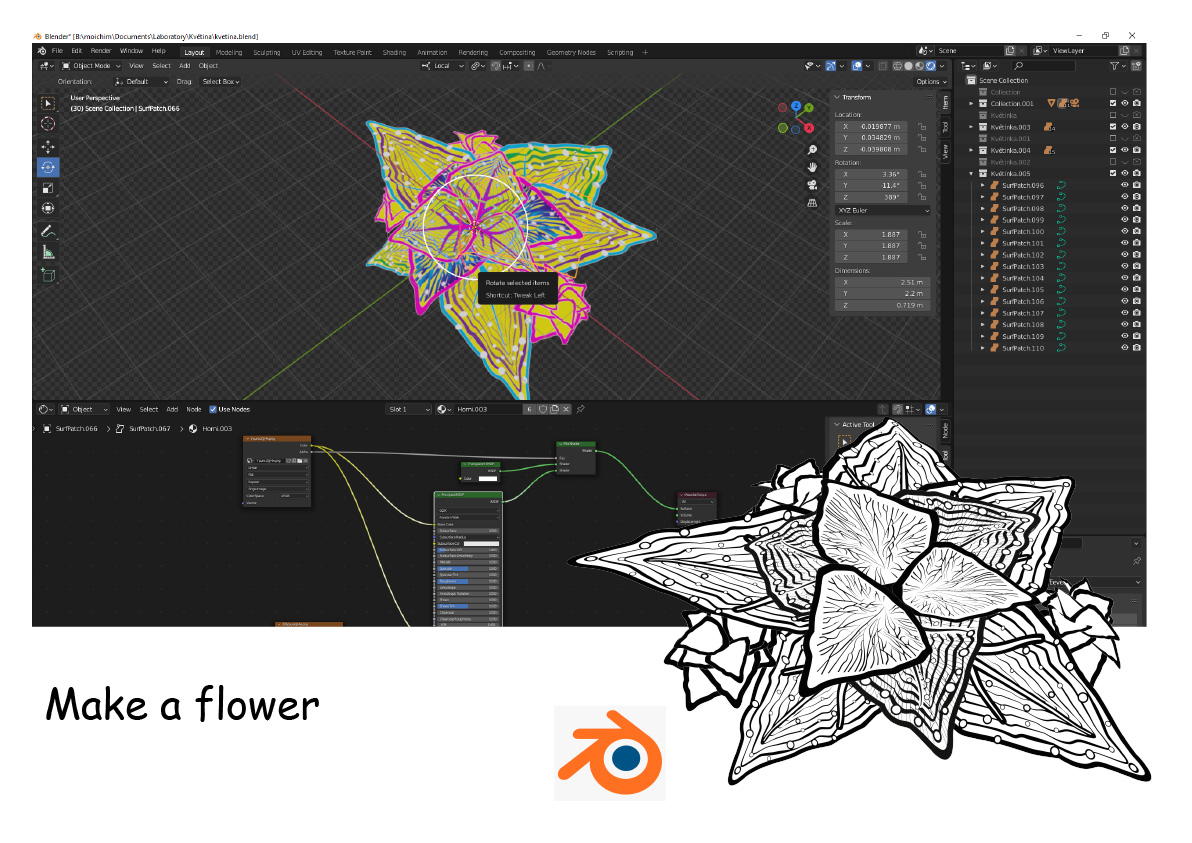 Blender* [B:\moichim\Documents\Laboratory\Květina\kvetina.blend]
File Edit Render Window Help Layout Modeling Sculpting UV Editing Texture Paint Shading Animation Rendering Compositing Geometry Nodes Scripting + Scene ViewLayer
Object Mode View Select Add Object Local
Orientation: Default Drag: Select Box Options
User Perspective
(30) Scene Collection | SurfPatch.066
Rotate selected items
Shortcut: Tweak Left
Transform
Location:
X -0.019877 m
Y 0.034829 m
Z -0.039808 m
Rotation:
X 3.36°
Y -11.4°
Z 389°
XYZ Euler
Scale:
X 1.887
Y 1.887
Z 1.887
Dimensions:
X 2.51 m
Y 2.2 m
Z 0.719 m
Item
Tool
View
Scene Collection
Collection
Collection.001
Květinka
Květinka.003
Květinka.001
Květinka.004
Květinka.002
Květinka.005
SurfPatch.096
SurfPatch.097
SurfPatch.098
SurfPatch.099
SurfPatch.100
SurfPatch.101
SurfPatch.102
SurfPatch.103
SurfPatch.104
SurfPatch.105
SurfPatch.106
SurfPatch.107
SurfPatch.108
SurfPatch.109
SurfPatch.110
Object View Select Add Node Use Nodes Slot 1 Horni.003 6
SurfPatch.066 > SurfPatch.067 > Horni.003
Active Tool
Node
Eevee
Make a flower